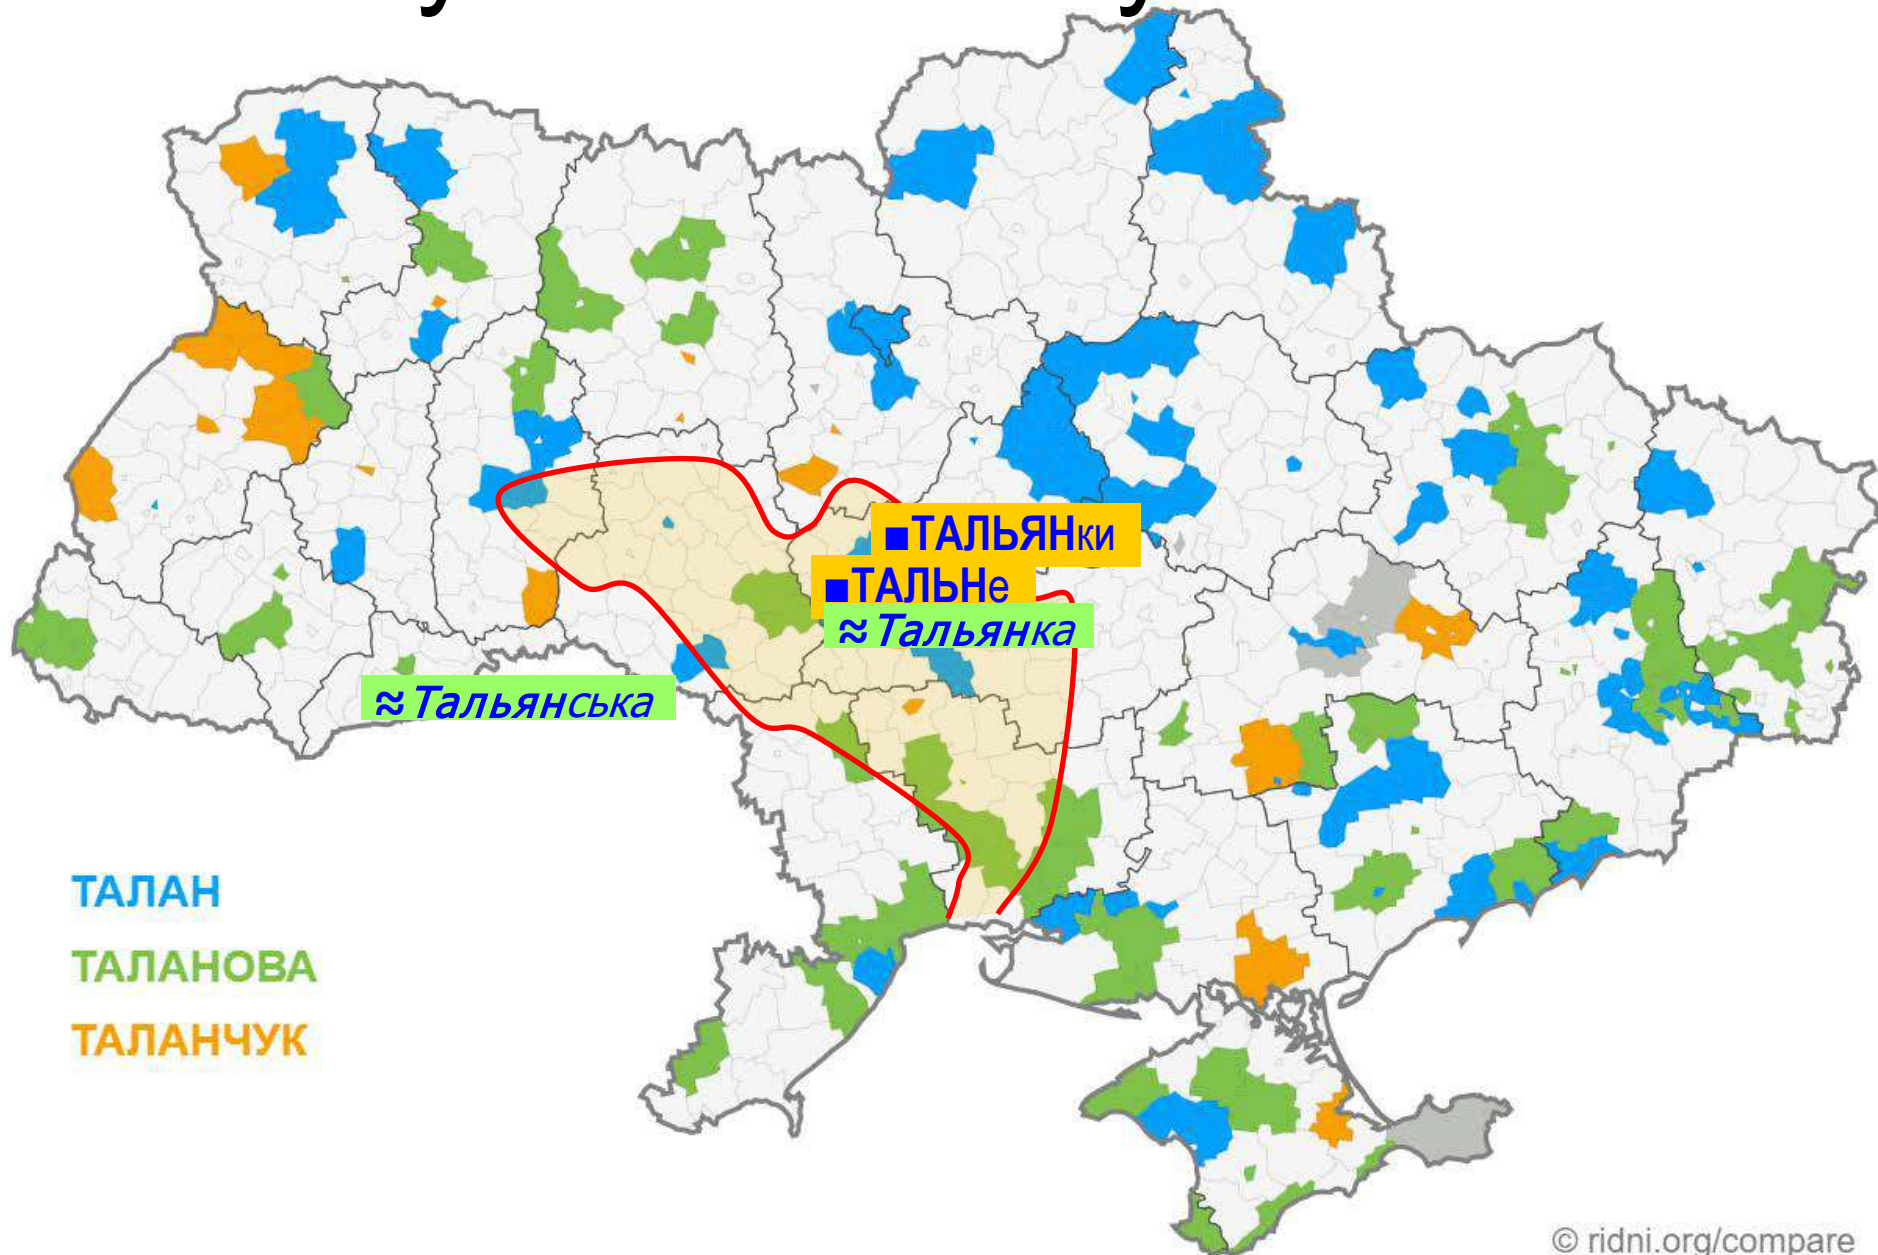 ■ТАЛЬЯНки
■ТАЛЬНе
≈Тальянка
≈Тальянська
ТАЛАН
ТАЛАНОВА
ТАЛАНЧУК
© ridni.org/compare